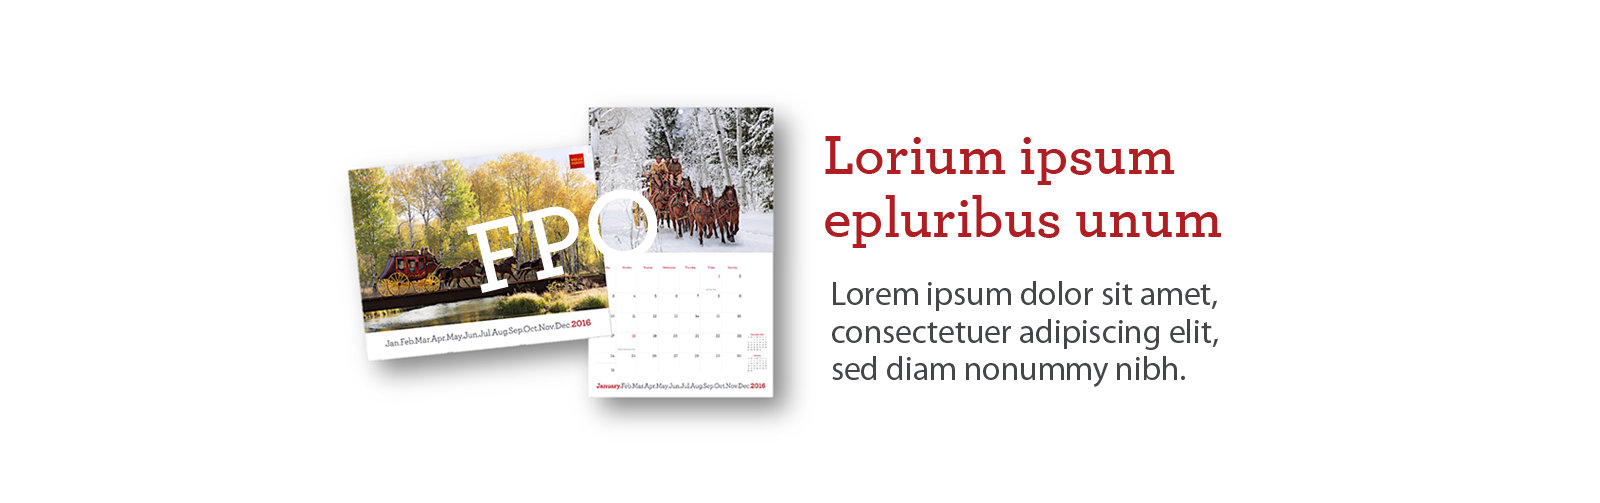 WELLS
FARGO
FPO
Jan.Feb.Mar.Apr.May.Jun.Jul.Aug.Sep.Oct.Nov.Dec.2016
January.Feb.Mar.Apr.May.Jun.Jul.Aug.Sep.Oct.Nov.Dec.2016
Lorium ipsum
epluribus unum
Lorem ipsum dolor sit amet,
consectetuer adipiscing elit,
sed diam nonummy nibh.